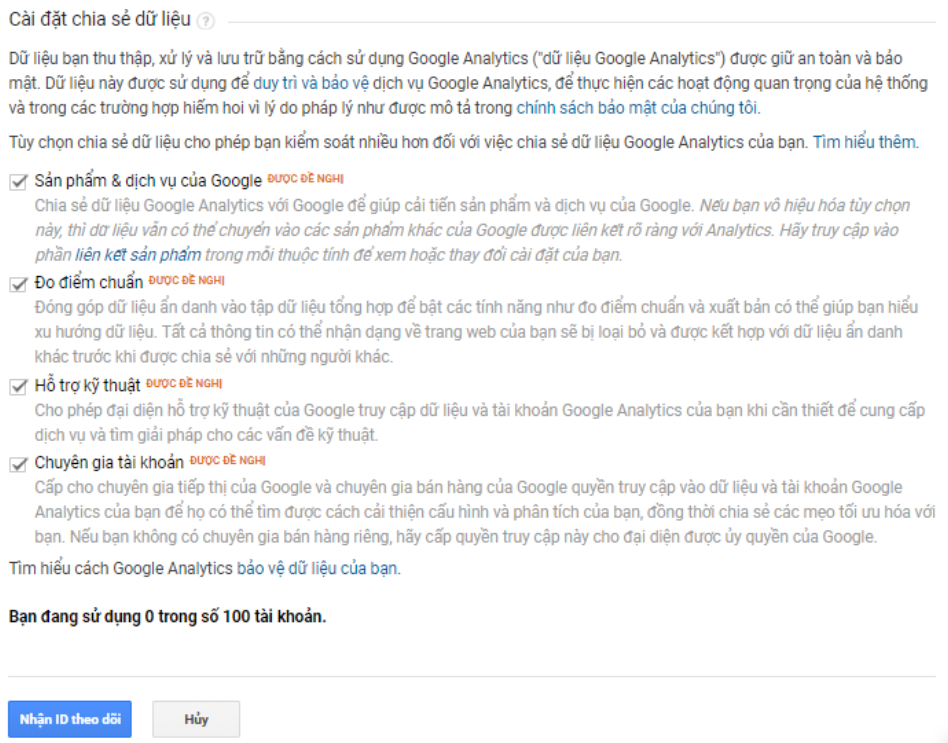 Cài đặt chia sẻ dữ liệu ?
Dữ liệu bạn thu thập, xử lý và lưu trữ bằng cách sử dụng Google Analytics ("dữ liệu Google Analytics") được giữ an toàn và bảo
mật. Dữ liệu này được sử dụng để duy trì và bảo vệ dịch vụ Google Analytics, để thực hiện các hoạt động quan trọng của hệ thống
và trong các trường hợp hiếm hoi vì lý do pháp lý như được mô tả trong chính sách bảo mật của chúng tôi.
Tùy chọn chia sẻ dữ liệu cho phép bạn kiểm soát nhiều hơn đối với việc chia sẻ dữ liệu Google Analytics của bạn. Tìm hiểu thêm.
Sản phẩm & dịch vụ của Google ĐƯỢC ĐỀ NGHỊ
Chia sẻ dữ liệu Google Analytics với Google để giúp cải tiến sản phẩm và dịch vụ của Google. Nếu bạn vô hiệu hóa tùy chọn
này, thì dữ liệu vẫn có thể chuyển vào các sản phẩm khác của Google được liên kết rõ ràng với Analytics. Hãy truy cập vào
phần liên kết sản phẩm trong mỗi thuộc tính để xem hoặc thay đổi cài đặt của bạn.
Đo điểm chuẩn ĐƯỢC ĐỀ NGHỊ
Đóng góp dữ liệu ẩn danh vào tập dữ liệu tổng hợp để bật các tính năng như đo điểm chuẩn và xuất bản có thể giúp bạn hiểu
xu hướng dữ liệu. Tất cả thông tin có thể nhận dạng về trang web của bạn sẽ bị loại bỏ và được kết hợp với dữ liệu ẩn danh
khác trước khi được chia sẻ với những người khác.
Hỗ trợ kỹ thuật ĐƯỢC ĐỀ NGHỊ
Cho phép đại diện hỗ trợ kỹ thuật của Google truy cập dữ liệu và tài khoản Google Analytics của bạn khi cần thiết để cung cấp
dịch vụ và tìm giải pháp cho các vấn đề kỹ thuật.
Chuyên gia tài khoản ĐƯỢC ĐỀ NGHỊ
Cấp cho chuyên gia tiếp thị của Google và chuyên gia bán hàng của Google quyền truy cập vào dữ liệu và tài khoản Google
Analytics của bạn để họ có thể tìm được cách cải thiện cấu hình và phân tích của bạn, đồng thời chia sẻ các mẹo tối ưu hóa với
bạn. Nếu bạn không có chuyên gia bán hàng riêng, hãy cấp quyền truy cập này cho đại diện được ủy quyền của Google.
Tìm hiểu cách Google Analytics bảo vệ dữ liệu của bạn.
Bạn đang sử dụng 0 trong số 100 tài khoản.
Nhận ID theo dõi Hủy